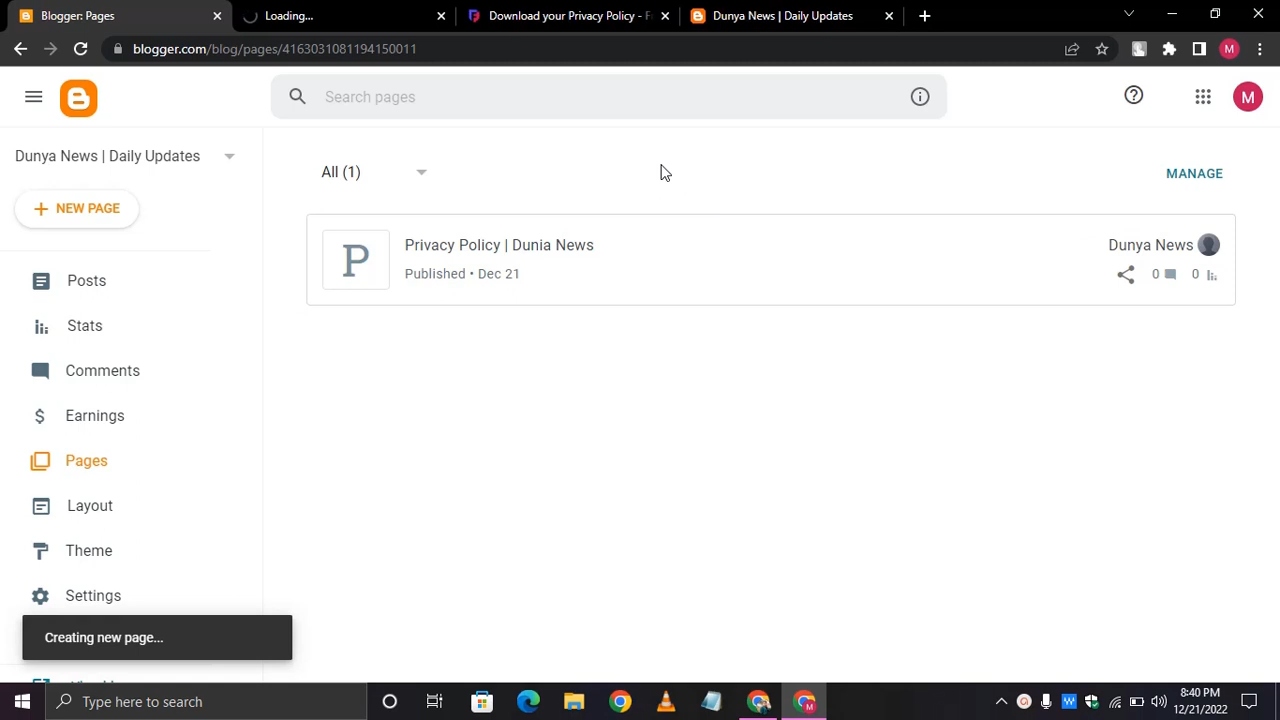 Blogger: Pages
Loading...
Download your Privacy Policy - F
Dunya News | Daily Updates
blogger.com/blog/pages/4163031081194150011
M
Search pages
M
Dunya News | Daily Updates
NEW PAGE
All (1)
MANAGE
P
Privacy Policy | Dunia News
Published • Dec 21
Dunya News
0
0
Posts
Stats
Comments
Earnings
Pages
Layout
Theme
Settings
Creating new page...
Type here to search
8:40 PM
12/21/2022